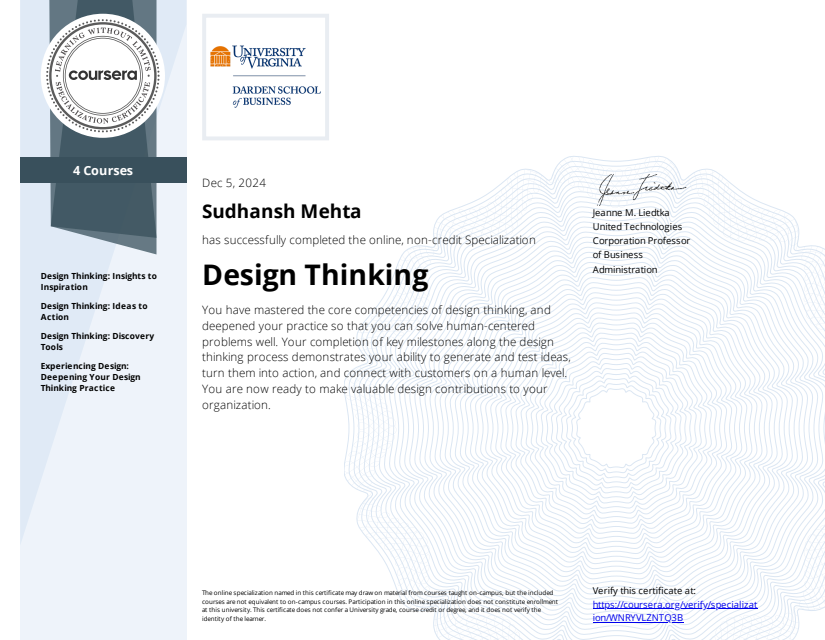 LEARNING WITHOUT LIMITS
coursera
SPECIALIZATION CERTIFICATE
4 Courses
Design Thinking: Insights to
Inspiration
Design Thinking: Ideas to
Action
Design Thinking: Discovery
Tools
Experiencing Design:
Deepening Your Design
Thinking Practice
UNIVERSITY
of VIRGINIA
DARDEN SCHOOL
of BUSINESS
Dec 5, 2024
Sudhansh Mehta
has successfully completed the online, non-credit Specialization
Design Thinking
You have mastered the core competencies of design thinking, and
deepened your practice so that you can solve human-centered
problems well. Your completion of key milestones along the design
thinking process demonstrates your ability to generate and test ideas,
turn them into action, and connect with customers on a human level.
You are now ready to make valuable design contributions to your
organization.
Jeanne Liedtka
Jeanne M. Liedtka
United Technologies
Corporation Professor
of Business
Administration
The online specialization named in this certificate may draw on material from courses taught on-campus, but the included
courses are not equivalent to on-campus courses. Participation in this online specialization does not constitute enrollment
at this university. This certificate does not confer a University grade, course credit or degree, and it does not verify the
identity of the learner.
Verify this certificate at:
https://coursera.org/verify/specializat
ion/WNRYVLZNTQ3B